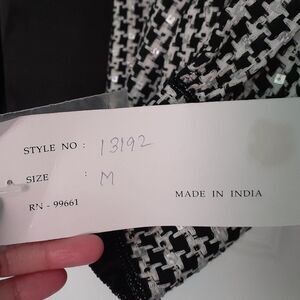 STYLE NO : 13192
SIZE : M
RN - 99661
MADE IN INDIA